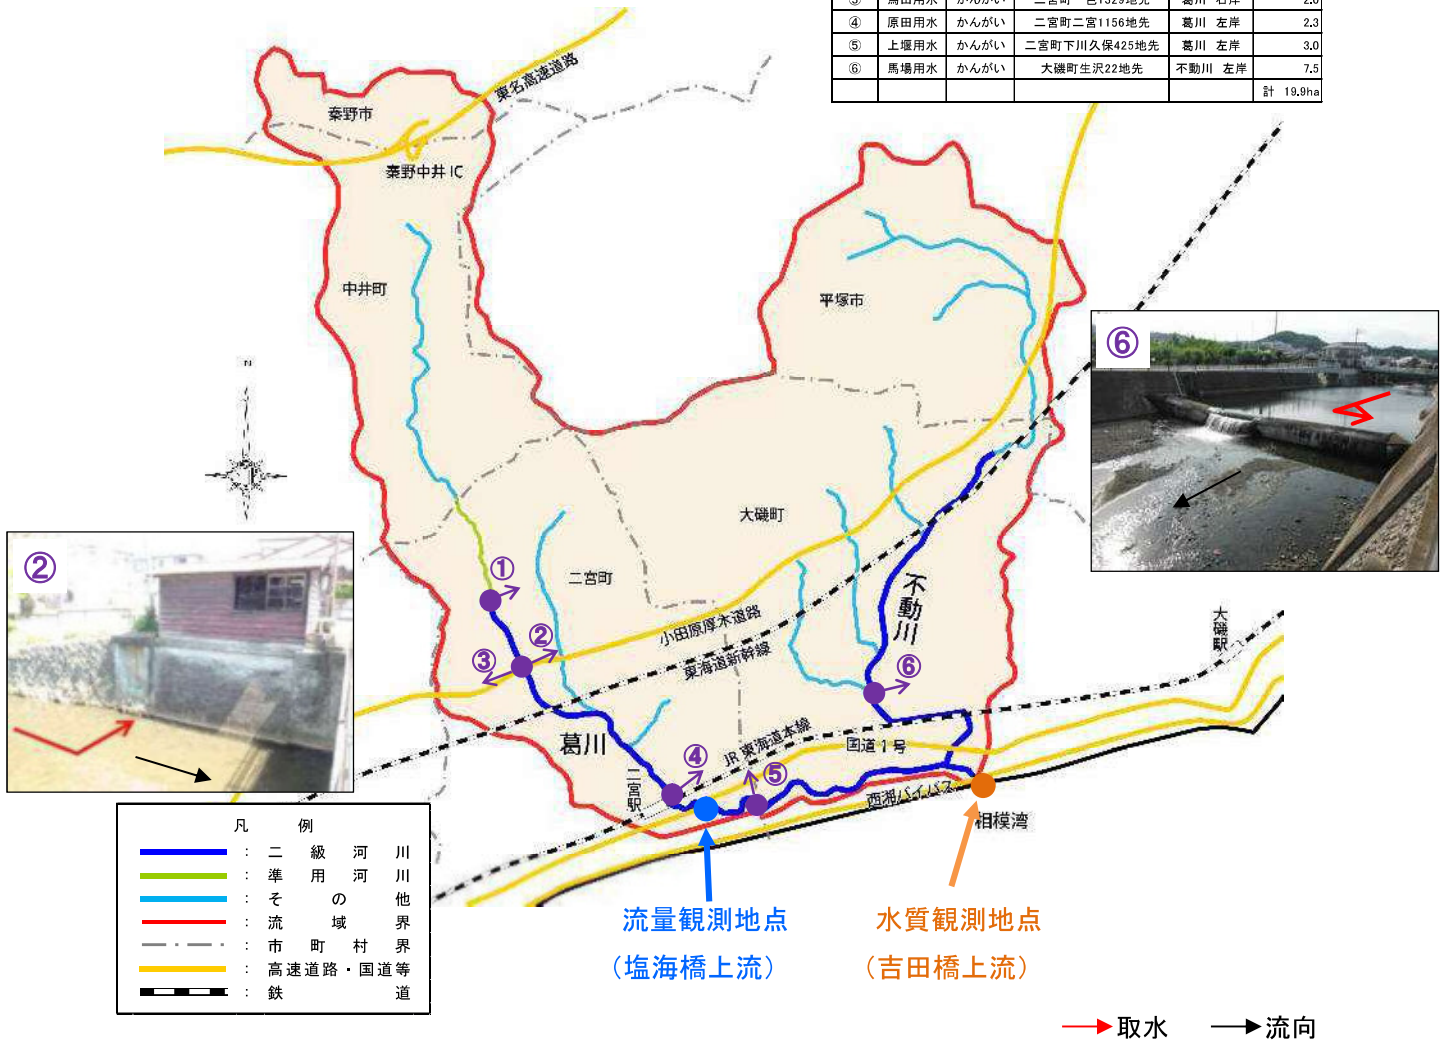 ④ 原田用水 かんがい 二宮町二宮1156地先 葛川 左岸 2.3
⑤ 上堰用水 かんがい 二宮町下川久保425地先 葛川 左岸 3.0
⑥ 馬場用水 かんがい 大磯町生沢22地先 不動川 左岸 7.5
計 19.9ha
東名高速道路
秦野市
秦野中井 IC
中井町
平塚市
⑥
大磯町
②
①
二宮町
不動川
小田原厚木道路
東海道新幹線
大磯駅
②
③
⑥
葛川
JR 東海道本線
国道 1 号
④
⑤
二宮駅
西湘バイパス
相模湾
凡 例
: 二級河川
: 準用河川
: その他
: 流域界
: 市町村界
: 高速道路・国道等
: 鉄道
流量観測地点
(塩海橋上流)
水質観測地点
(吉田橋上流)
取水 流向